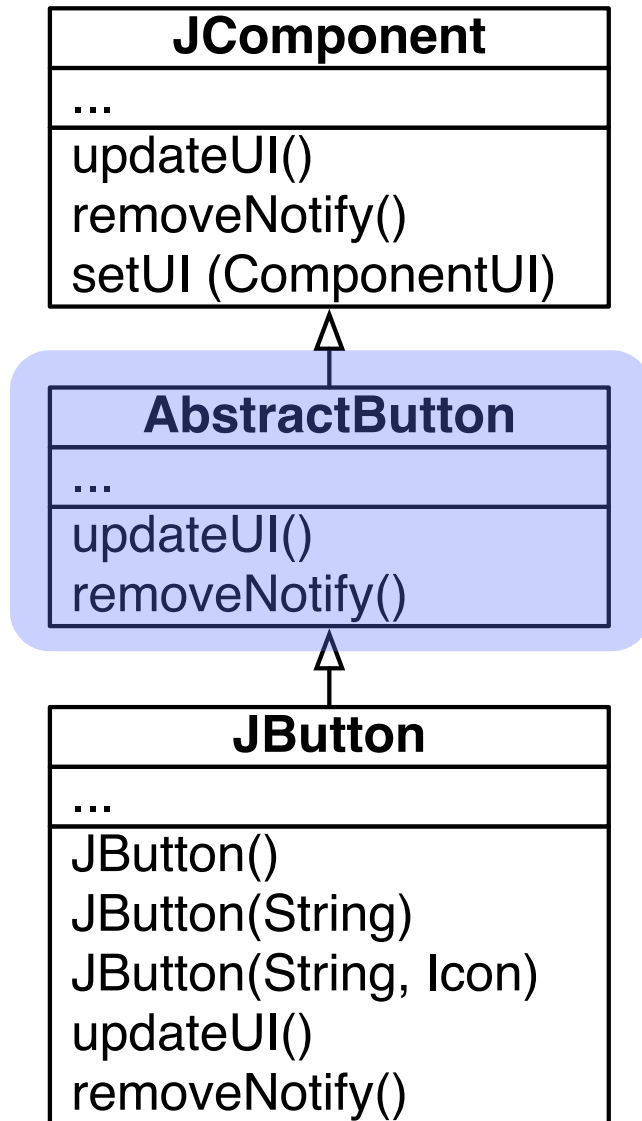 JComponent
...
updateUI()
removeNotify()
setUI (ComponentUI)
AbstractButton
...
updateUI()
removeNotify()
JButton
...
JButton()
JButton(String)
JButton(String, Icon)
updateUI()
removeNotify()